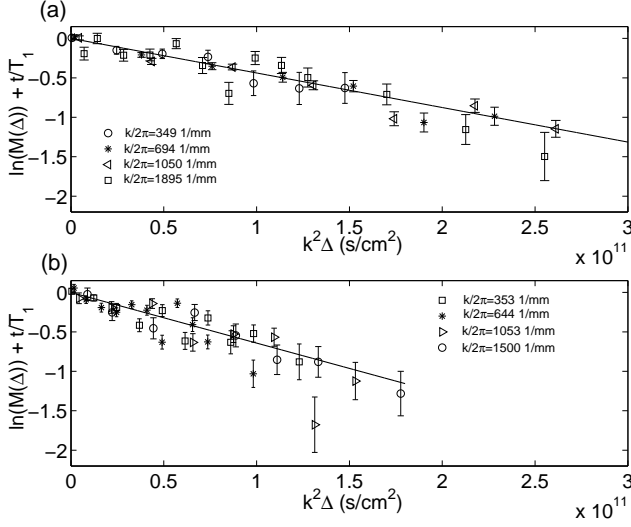 (a)
0
−0.5
−1
−1.5
−2
ln(M(Δ)) + t/T₁
k/2π=349 1/mm
k/2π=694 1/mm
k/2π=1050 1/mm
k/2π=1895 1/mm
0 0.5 1 1.5 2 2.5 3
k²Δ (s/cm²)
x 10¹¹
(b)
0
−0.5
−1
−1.5
−2
ln(M(Δ)) + t/T₁
k/2π=353 1/mm
k/2π=644 1/mm
k/2π=1053 1/mm
k/2π=1500 1/mm
0 0.5 1 1.5 2 2.5 3
k²Δ (s/cm²)
x 10¹¹